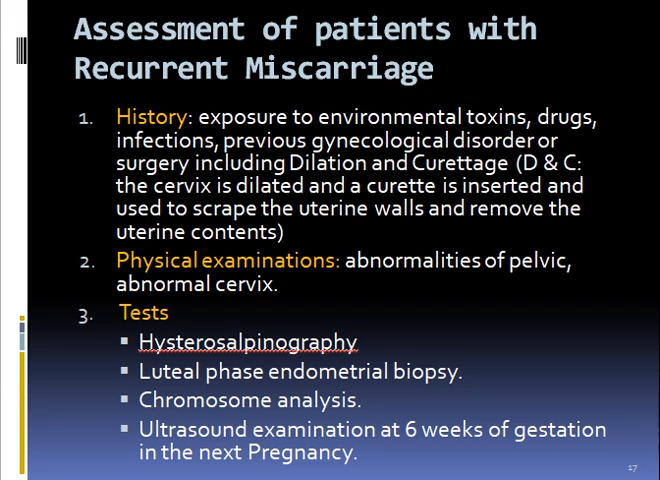 Assessment of patients with
Recurrent Miscarriage
1. History: exposure to environmental toxins, drugs,
infections, previous gynecological disorder or
surgery including Dilation and Curettage (D & C:
the cervix is dilated and a curette is inserted and
used to scrape the uterine walls and remove the
uterine contents)
2. Physical examinations: abnormalities of pelvic,
abnormal cervix.
3. Tests
▪ Hysterosalpinography
▪ Luteal phase endometrial biopsy.
▪ Chromosome analysis.
▪ Ultrasound examination at 6 weeks of gestation
in the next Pregnancy.
17